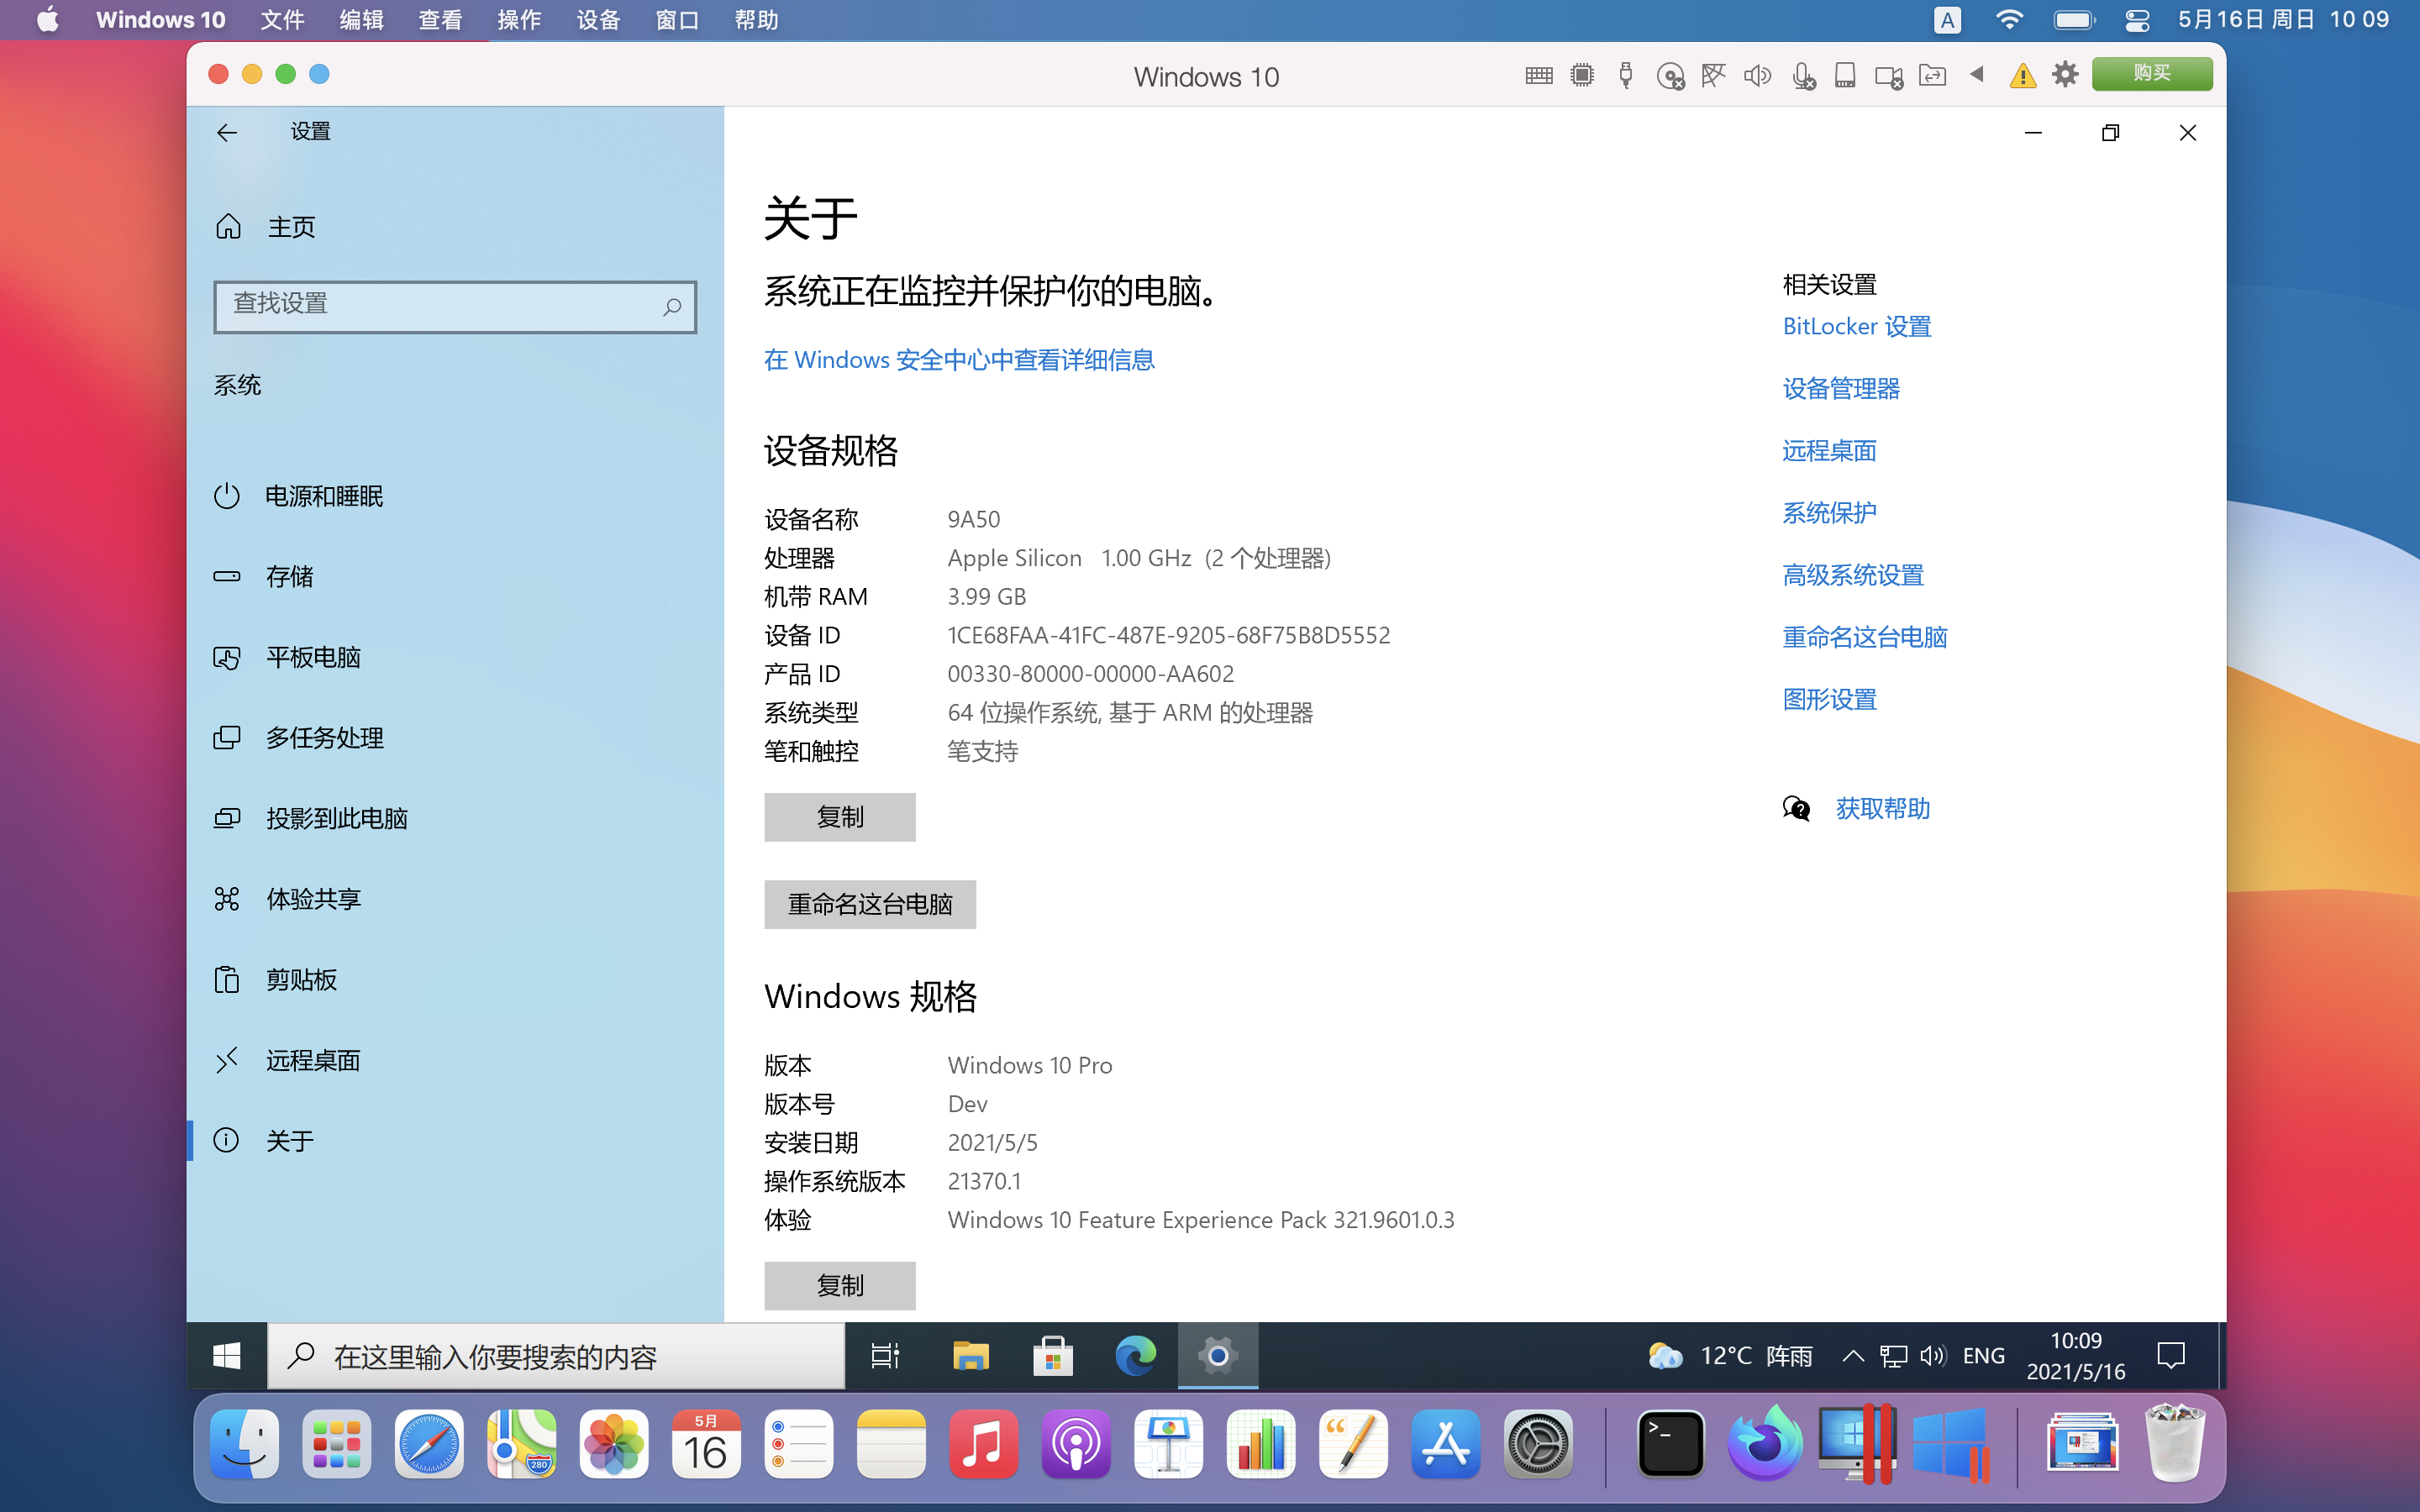 Windows 10 文件 编辑 查看 操作 设备 窗口 帮助 A 5月16日 周日 10 09
Windows 10 购买
设置
主页
查找设置
系统
电源和睡眠
存储
平板电脑
多任务处理
投影到此电脑
体验共享
剪贴板
远程桌面
关于
关于
系统正在监控并保护你的电脑。
在 Windows 安全中心中查看详细信息
设备规格
设备名称 9A50
处理器 Apple Silicon 1.00 GHz (2 个处理器)
机带 RAM 3.99 GB
设备 ID 1CE68FAA-41FC-487E-9205-68F75B8D5552
产品 ID 00330-80000-00000-AA602
系统类型 64 位操作系统, 基于 ARM 的处理器
笔和触控 笔支持
复制
重命名这台电脑
Windows 规格
版本 Windows 10 Pro
版本号 Dev
安装日期 2021/5/5
操作系统版本 21370.1
体验 Windows 10 Feature Experience Pack 321.9601.0.3
复制
相关设置
BitLocker 设置
设备管理器
远程桌面
系统保护
高级系统设置
重命名这台电脑
图形设置
获取帮助
在这里输入你要搜索的内容
12°C 阵雨
ENG
10:09
2021/5/16
280
5月
16
>_